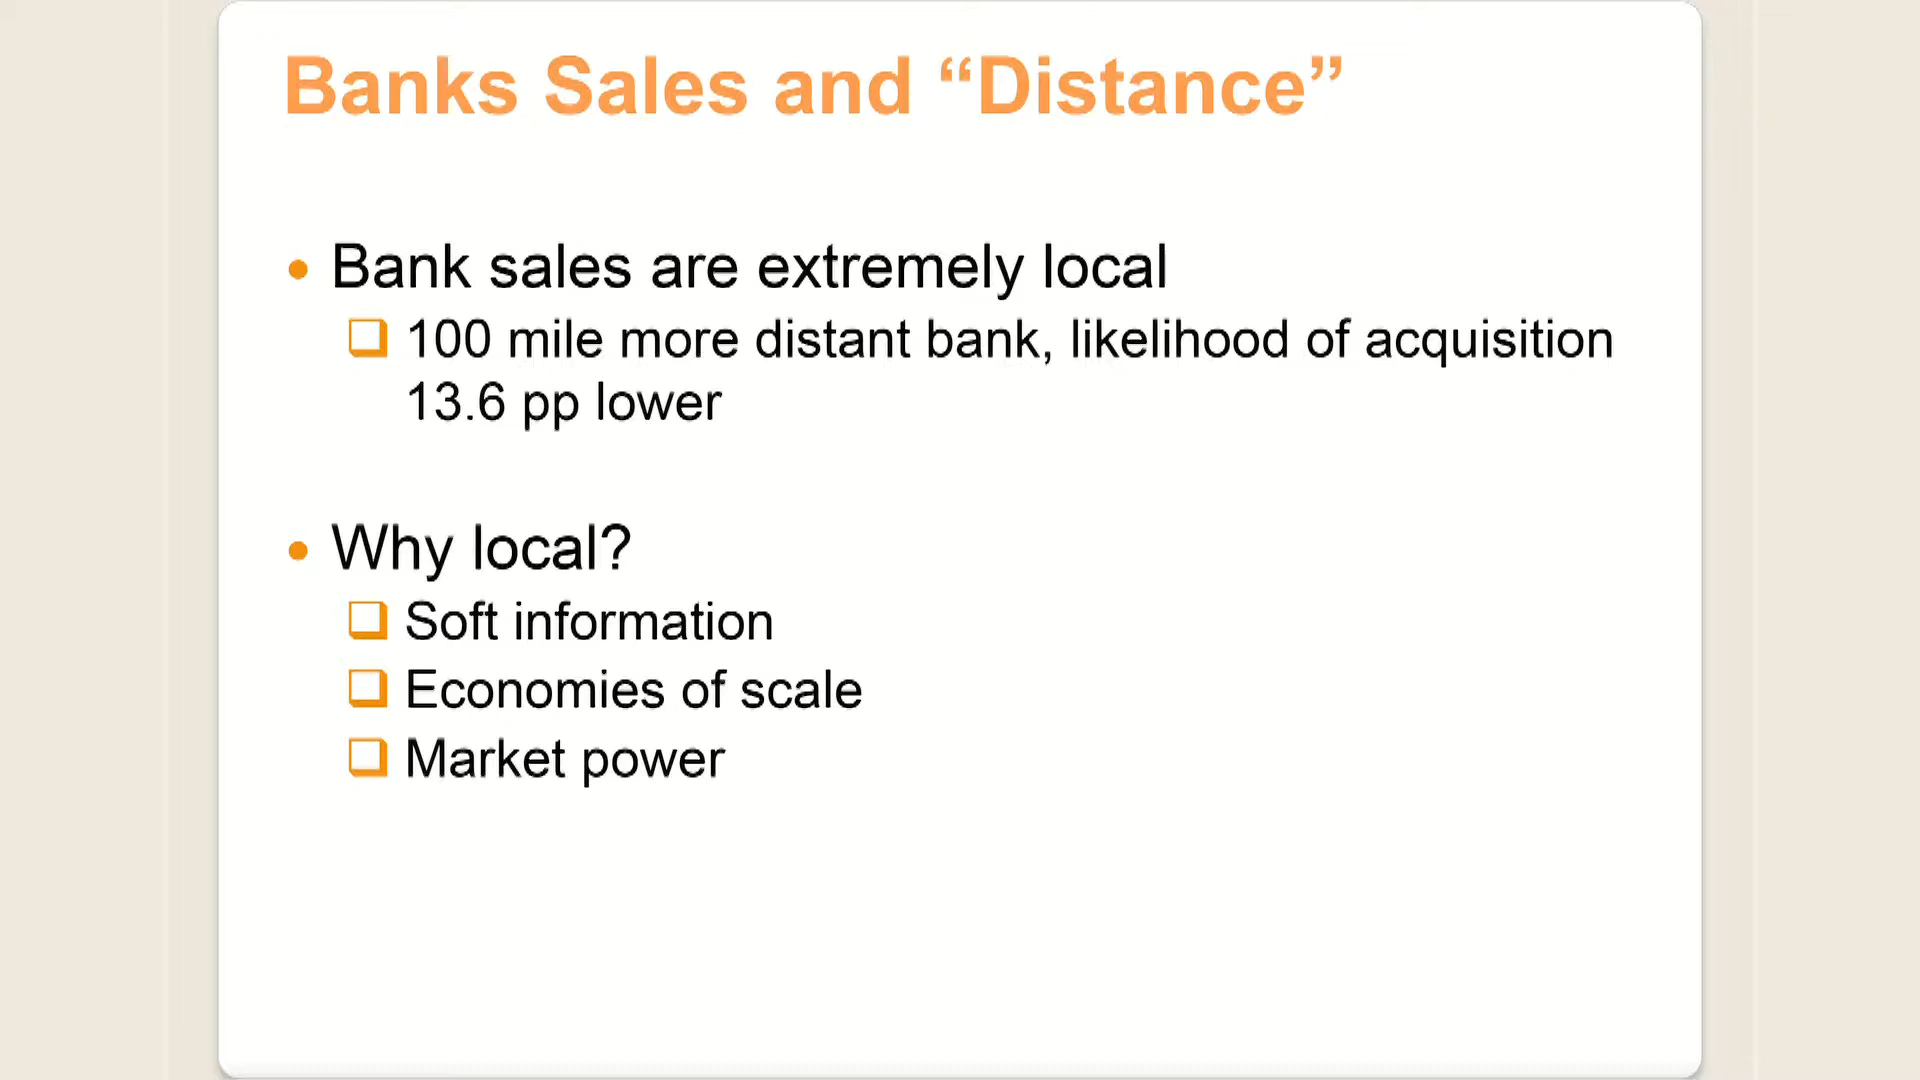 Banks Sales and “Distance”
Bank sales are extremely local
100 mile more distant bank, likelihood of acquisition
13.6 pp lower
Why local?
Soft information
Economies of scale
Market power